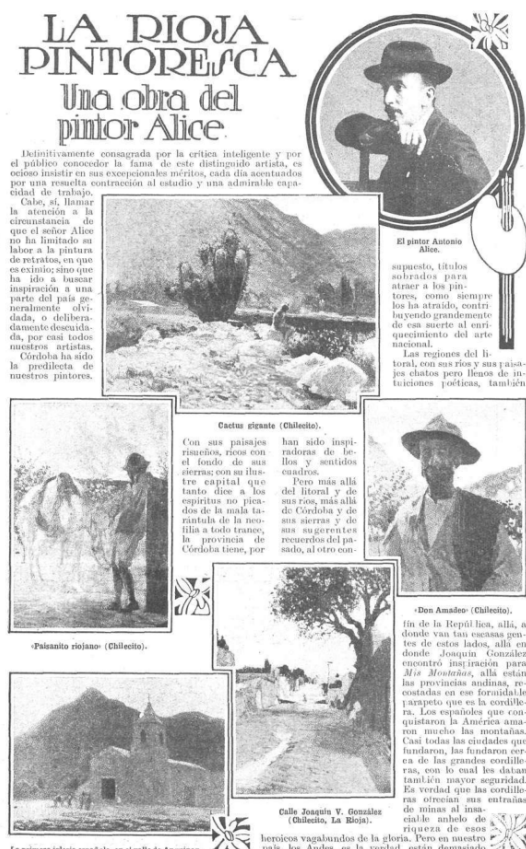 LA RIOJA
PINTORESCA
Una obra del
pintor Alice
Definitivamente consagrada por la crítica inteligente y por
el público conocedor la fama de este distinguido artista, es
ocioso insistir en sus excepcionales méritos, cada día acentuados
por una resuelta contracción al estudio y una admirable capa-
cidad de trabajo.
Cabe, sí, llamar
la atención a la
circunstancia de
que el señor Alice
no ha limitado su
labor a la pintura
de retratos, en que
es eximio; sino que
ha ido a buscar
inspiración a una
parte del país ge-
neralmente olvi-
dada, o delibera-
damente descuida-
da, por casi todos
nuestros artistas.
Córdoba ha sido
la predilecta de
nuestros pintores.
Con sus paisajes
risueños, ricos con
el fondo de sus
sierras; con su ilus-
tre capital que
tanto dice a los
espíritus no pica-
dos de la mala ta-
rántula de la neo-
filia a todo trance,
la provincia de
Córdoba tiene, por
El pintor Antonio
Alice.
supuesto, títulos
sobrados para
atraer a los pin-
tores, como siempre
los ha atraído, contri
buyendo grandemente
de esa suerte al enri-
quecimiento del arte
nacional.
Las regiones del li-
toral, con sus ríos y sus paisa-
jes chatos pero llenos de in-
tuiciones poéticas, también
han sido inspi-
radoras de be-
llos y sentidos
cuadros.
Pero más allá
del litoral y de
sus ríos, más allá
de Córdoba y de
sus sierras y de
sus sugerentes
recuerdos del pa-
sado, al otro con-
fín de la República, allá, a
donde van tan escasas gen-
tes de estos lados, allá en
donde Joaquín González
encontró inspiración para
Mis Montañas, allá están
las provincias andinas, re-
costadas en ese formidable
parapeto que es la cordille-
ra. Los españoles que con-
quistaron la América ama-
ron mucho las montañas.
Casi todas las ciudades que
fundaron, las fundaron cer-
ca de las grandes cordille-
ras, con lo cual les daban
también mayor seguridad.
Es verdad que las cordille-
ras ofrecían sus entrañas
de minas al insa-
ciable anhelo de
riqueza de esos
heroicos vagabundos de la gloria. Pero en nuestro
país los Andes, es la verdad, están demasiado
Cactus gigante (Chilecito).
«Paisanito riojano» (Chilecito).
«Don Amadeo» (Chilecito).
Calle Joaquín V. González
(Chilecito, La Rioja).